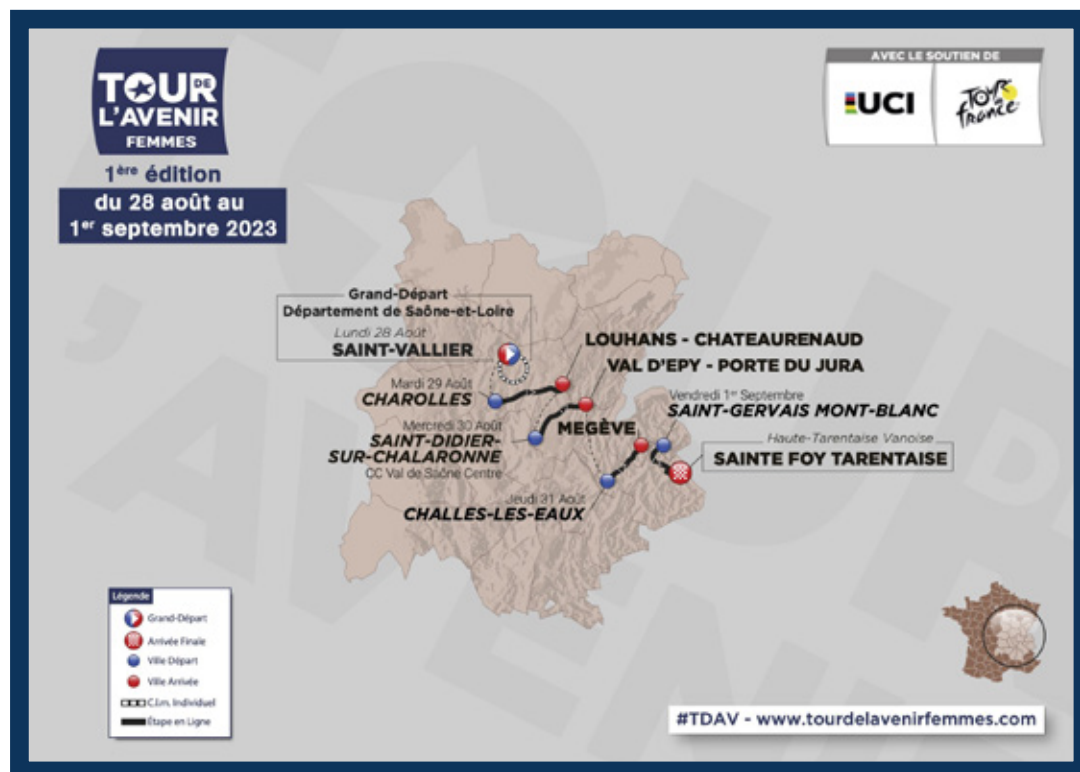 TOUR DE
L'AVENIR
FEMMES
1ère édition
du 28 août au
1er septembre 2023
AVEC LE SOUTIEN DE
UCI
TOUR
de
france
Grand-Départ
Département de Saône-et-Loire
Lundi 28 Août
SAINT-VALLIER
LOUHANS - CHATEAURENAUD
VAL D'EPY - PORTE DU JURA
Mardi 29 Août
CHAROLLES
Vendredi 1er Septembre
SAINT-GERVAIS MONT-BLANC
Mercredi 30 Août
SAINT-DIDIER-
SUR-CHALARONNE
CC Val de Saône Centre
MEGÈVE
Haute-Tarentaise Vanoise
SAINTE FOY TARENTAISE
Jeudi 31 Août
CHALLES-LES-EAUX
Légende
Grand-Départ
Arrivée Finale
Ville Départ
Ville Arrivée
C.l.m. Individuel
Étape en Ligne
#TDAV - www.tourdelavenirfemmes.com